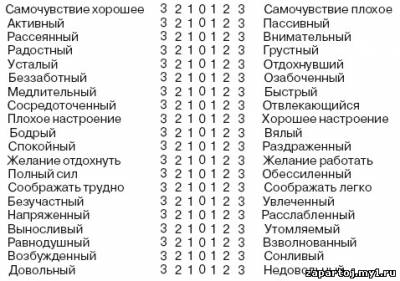 Самочувствие хорошее 3 2 1 0 1 2 3 Самочувствие плохое
Активный 3 2 1 0 1 2 3 Пассивный
Рассеянный 3 2 1 0 1 2 3 Внимательный
Радостный 3 2 1 0 1 2 3 Грустный
Усталый 3 2 1 0 1 2 3 Отдохнувший
Беззаботный 3 2 1 0 1 2 3 Озабоченный
Медлительный 3 2 1 0 1 2 3 Быстрый
Сосредоточенный 3 2 1 0 1 2 3 Отвлекающийся
Плохое настроение 3 2 1 0 1 2 3 Хорошее настроение
Бодрый 3 2 1 0 1 2 3 Вялый
Спокойный 3 2 1 0 1 2 3 Раздраженный
Желание отдохнуть 3 2 1 0 1 2 3 Желание работать
Полный сил 3 2 1 0 1 2 3 Обессиленный
Соображать трудно 3 2 1 0 1 2 3 Соображать легко
Безучастный 3 2 1 0 1 2 3 Увлеченный
Напряженный 3 2 1 0 1 2 3 Расслабленный
Выносливый 3 2 1 0 1 2 3 Утомляемый
Равнодушный 3 2 1 0 1 2 3 Взволнованный
Возбужденный 3 2 1 0 1 2 3 Сонливый
Довольный 3 2 1 0 1 2 3 Недовольный
zapartoj.my1.ru